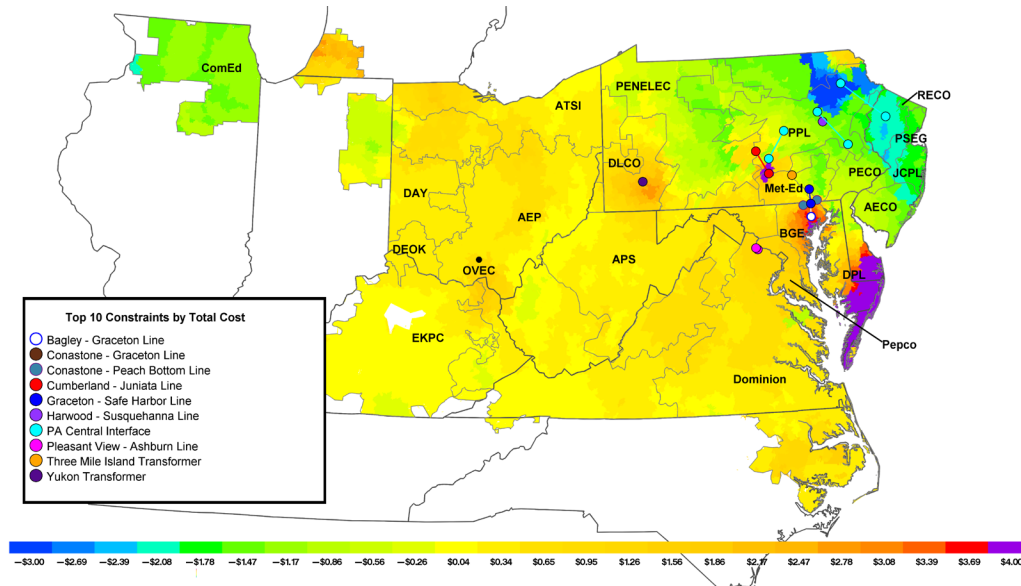 ComEd
PENELEC
RECO
ATSI
PSEG
PPL
DLCO
PECO
JCPL
Met-Ed
DAY
AECO
AEP
BGE
DEOK
APS
OVEC
DPL
EKPC
Pepco
Dominion
Top 10 Constraints by Total Cost
Bagley - Graceton Line
Conastone - Graceton Line
Conastone - Peach Bottom Line
Cumberland - Juniata Line
Graceton - Safe Harbor Line
Harwood - Susquehanna Line
PA Central Interface
Pleasant View - Ashburn Line
Three Mile Island Transformer
Yukon Transformer
—$3.00 —$2.69 —$2.39 —$2.08 —$1.78 —$1.47 —$1.17 —$0.86 —$0.56 —$0.26 $0.04 $0.34 $0.65 $0.95 $1.26 $1.56 $1.86 $2.17 $2.47 $2.78 $3.08 $3.39 $3.69 $4.00